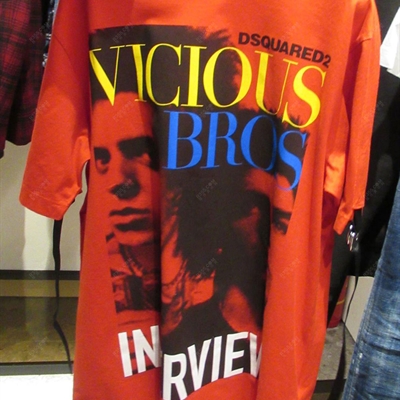 DSQUARED2
VICIOUS
BROS
IN RVIEW